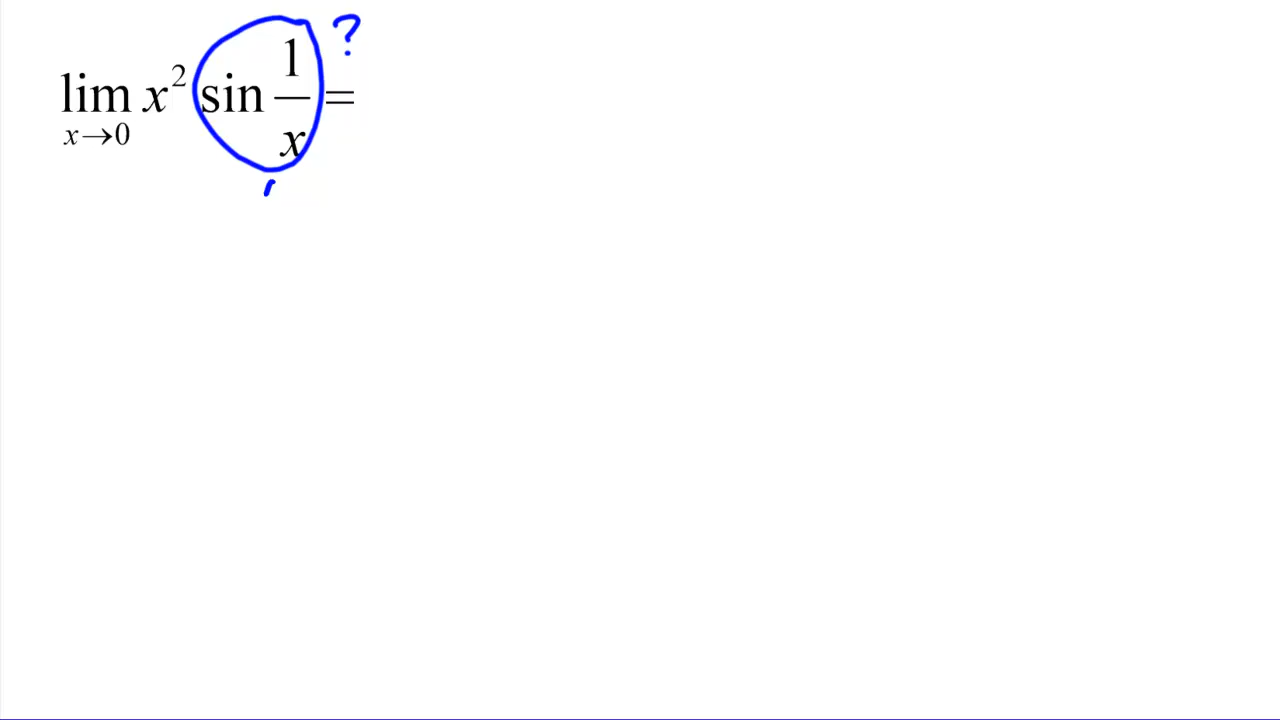 lim x→0 x² sin 1/x = ?